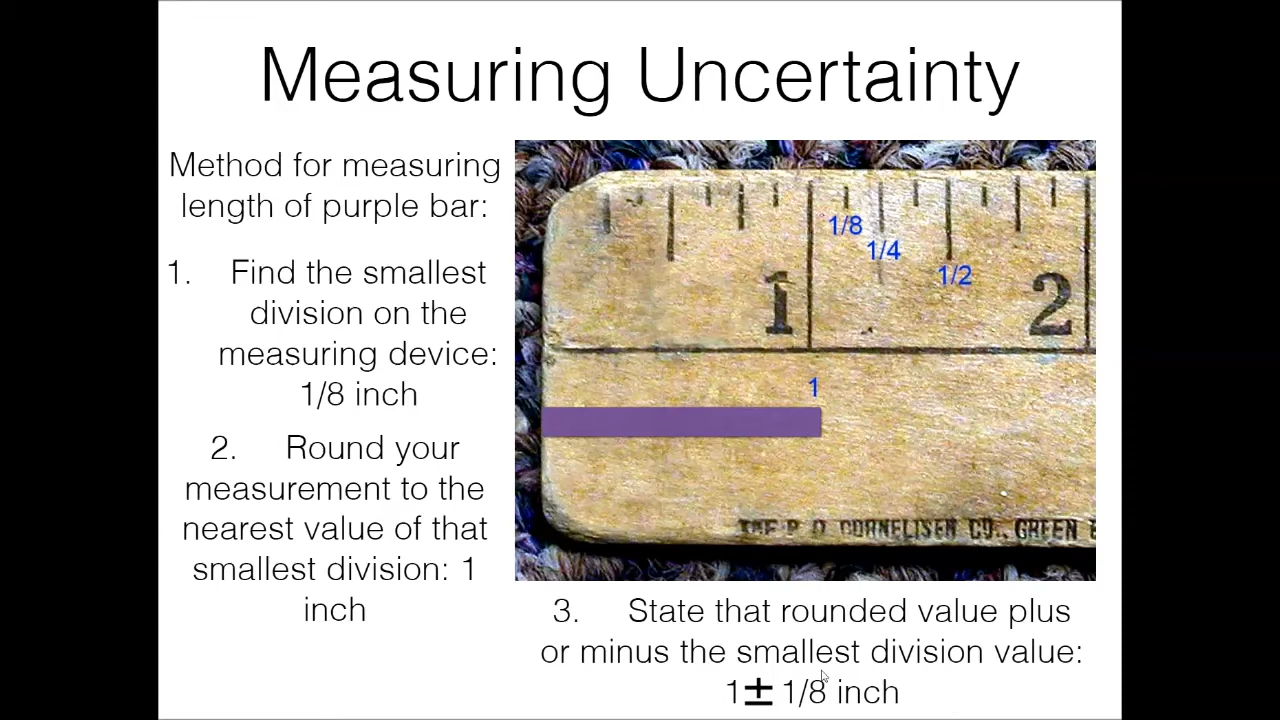 Measuring Uncertainty
Method for measuring
length of purple bar:
1. Find the smallest
division on the
measuring device:
1/8 inch
2. Round your
measurement to the
nearest value of that
smallest division: 1
inch
1/8
1/4
1/2
1 2
1
CORNELISEN CO., GREEN
3. State that rounded value plus
or minus the smallest division value:
1 ± 1/8 inch